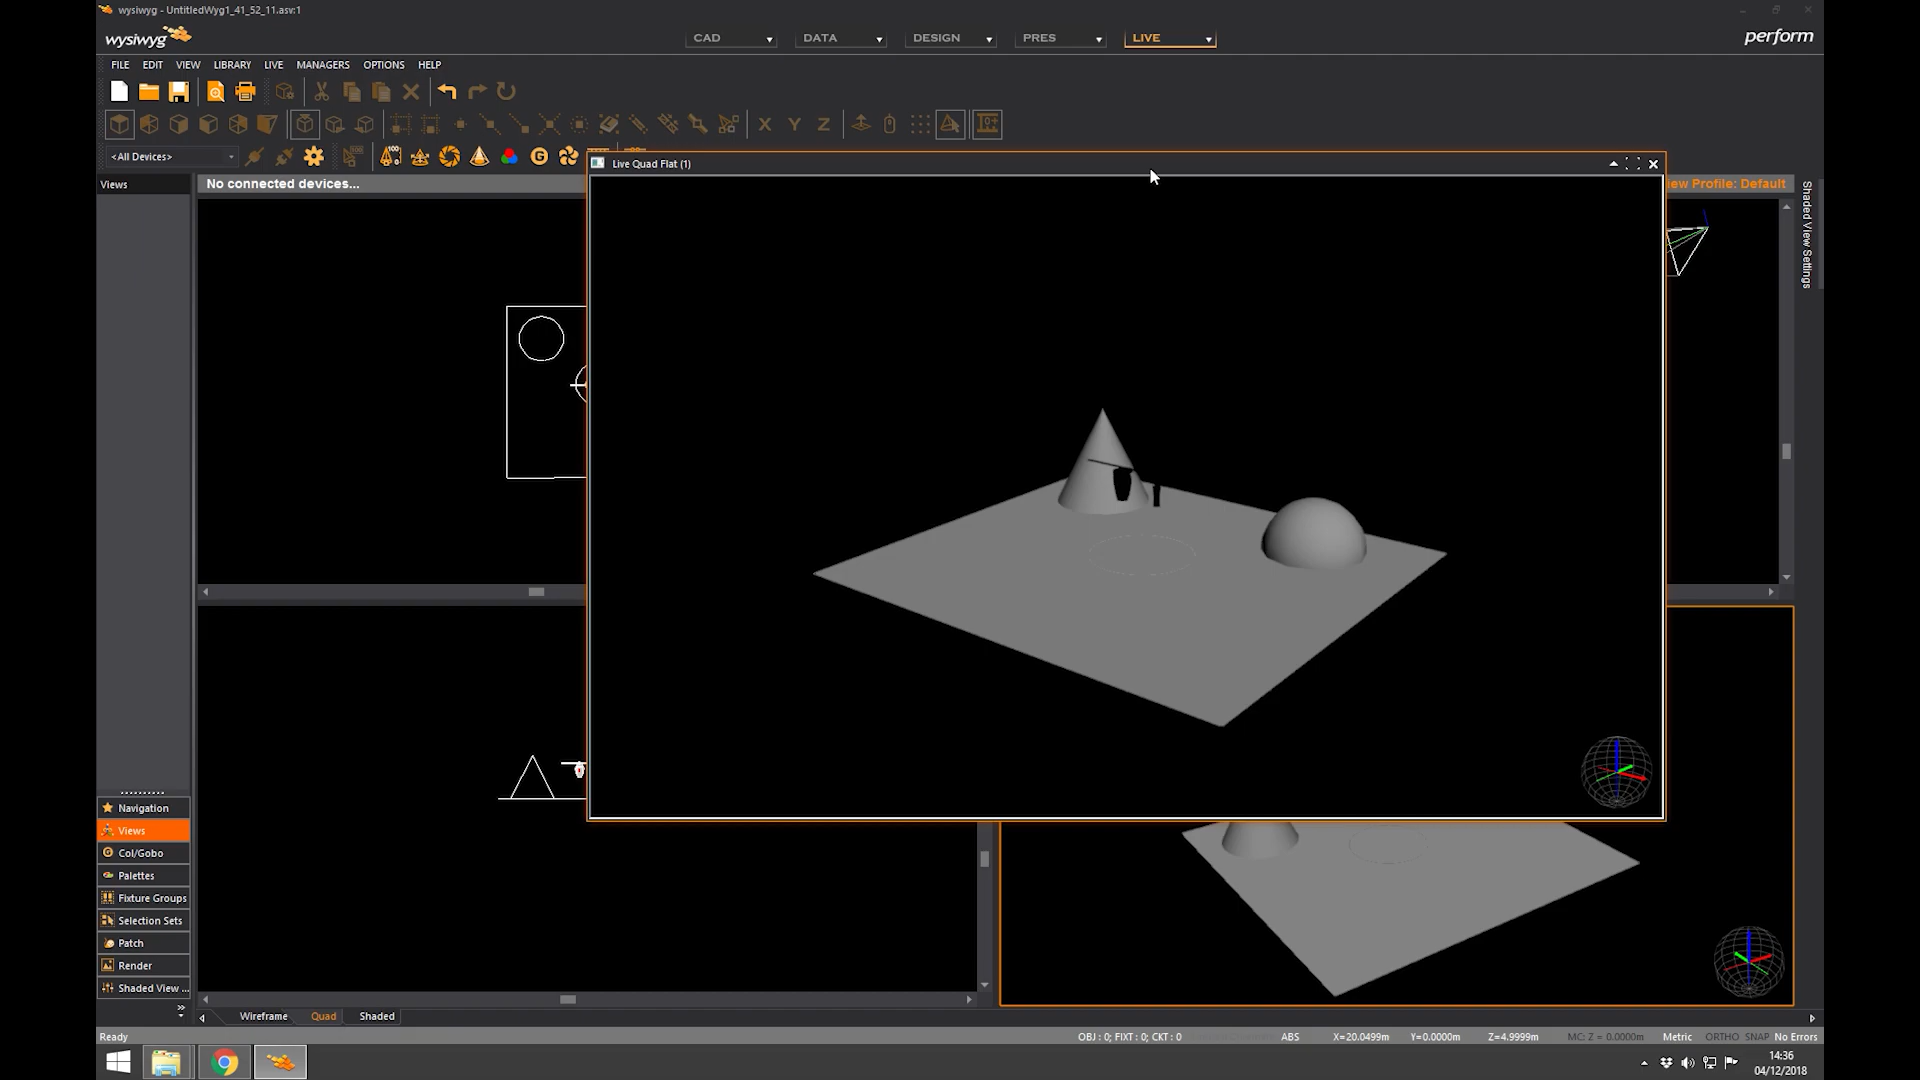 wysiwyg - UntitledWyg1_41_52_11.asv:1
wysiwyg
CAD
DATA
DESIGN
PRES
LIVE
perform
FILE
EDIT
VIEW
LIBRARY
LIVE
MANAGERS
OPTIONS
HELP
X
Y
Z
<All Devices>
100
G
Live Quad Flat (1)
Views
No connected devices...
iew Profile: Default
Shaded View Settings
Navigation
Views
Col/Gobo
Palettes
Fixture Groups
Selection Sets
Patch
Render
Shaded View ...
Wireframe
Quad
Shaded
Ready
OBJ : 0; FIXT : 0; CKT : 0
ABS
X=20.0499m
Y=0.0000m
Z=4.9999m
MC: Z = 0.0000m
Metric
ORTHO
SNAP
No Errors
14:36
04/12/2018